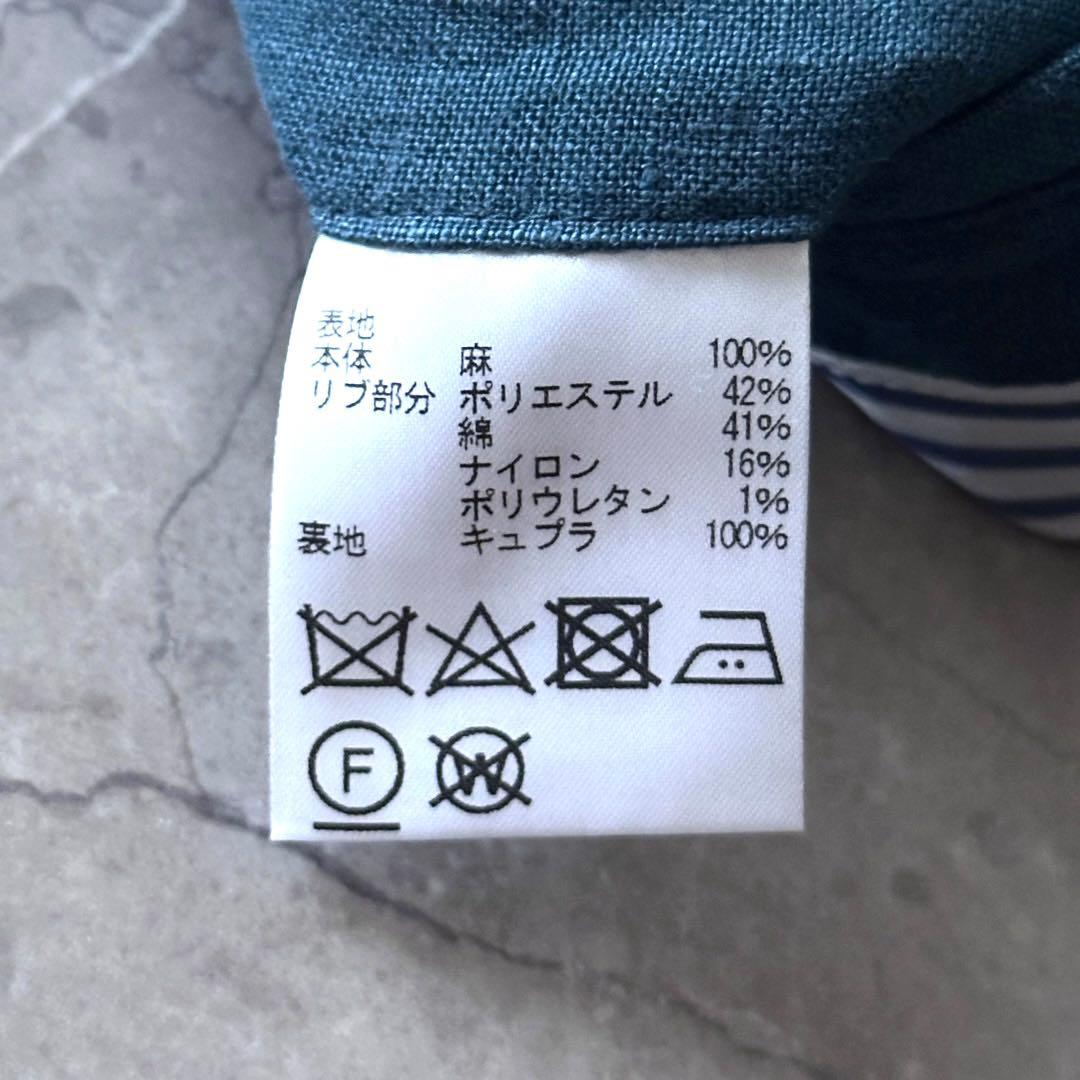 表地
本体 麻 100%
リブ部分 ポリエステル 42%
綿 41%
ナイロン 16%
ポリウレタン 1%
裏地 キュプラ 100%
F W